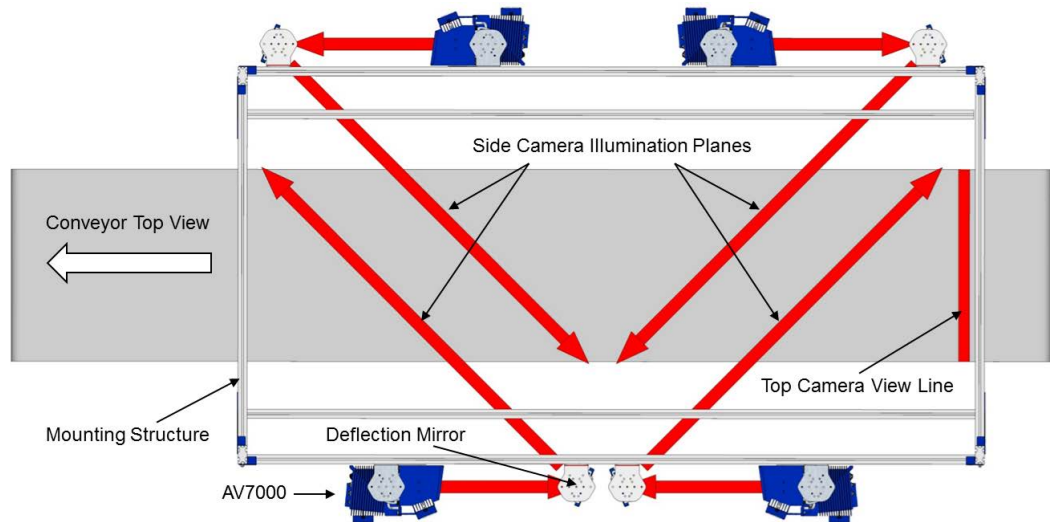 Side Camera Illumination Planes
Conveyor Top View
Top Camera View Line
Mounting Structure
Deflection Mirror
AV7000